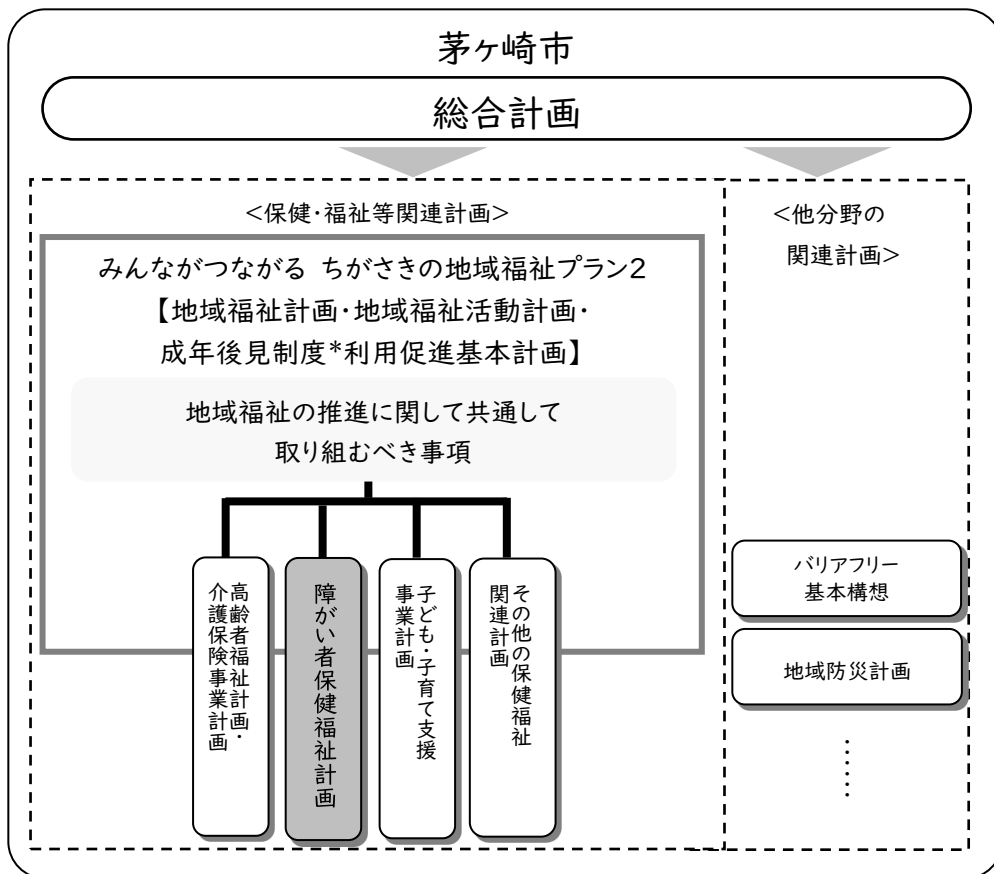 茅ヶ崎市
総合計画
<保健・福祉等関連計画>
みんながつながる ちがさきの地域福祉プラン2
【地域福祉計画・地域福祉活動計画・
成年後見制度*利用促進基本計画】
地域福祉の推進に関して共通して
取り組むべき事項
高齢者福祉計画・
介護保険事業計画
障がい者保健福祉計画
子ども・子育て支援
事業計画
その他の保健福祉
関連計画
<他分野の
関連計画>
バリアフリー
基本構想
地域防災計画
……